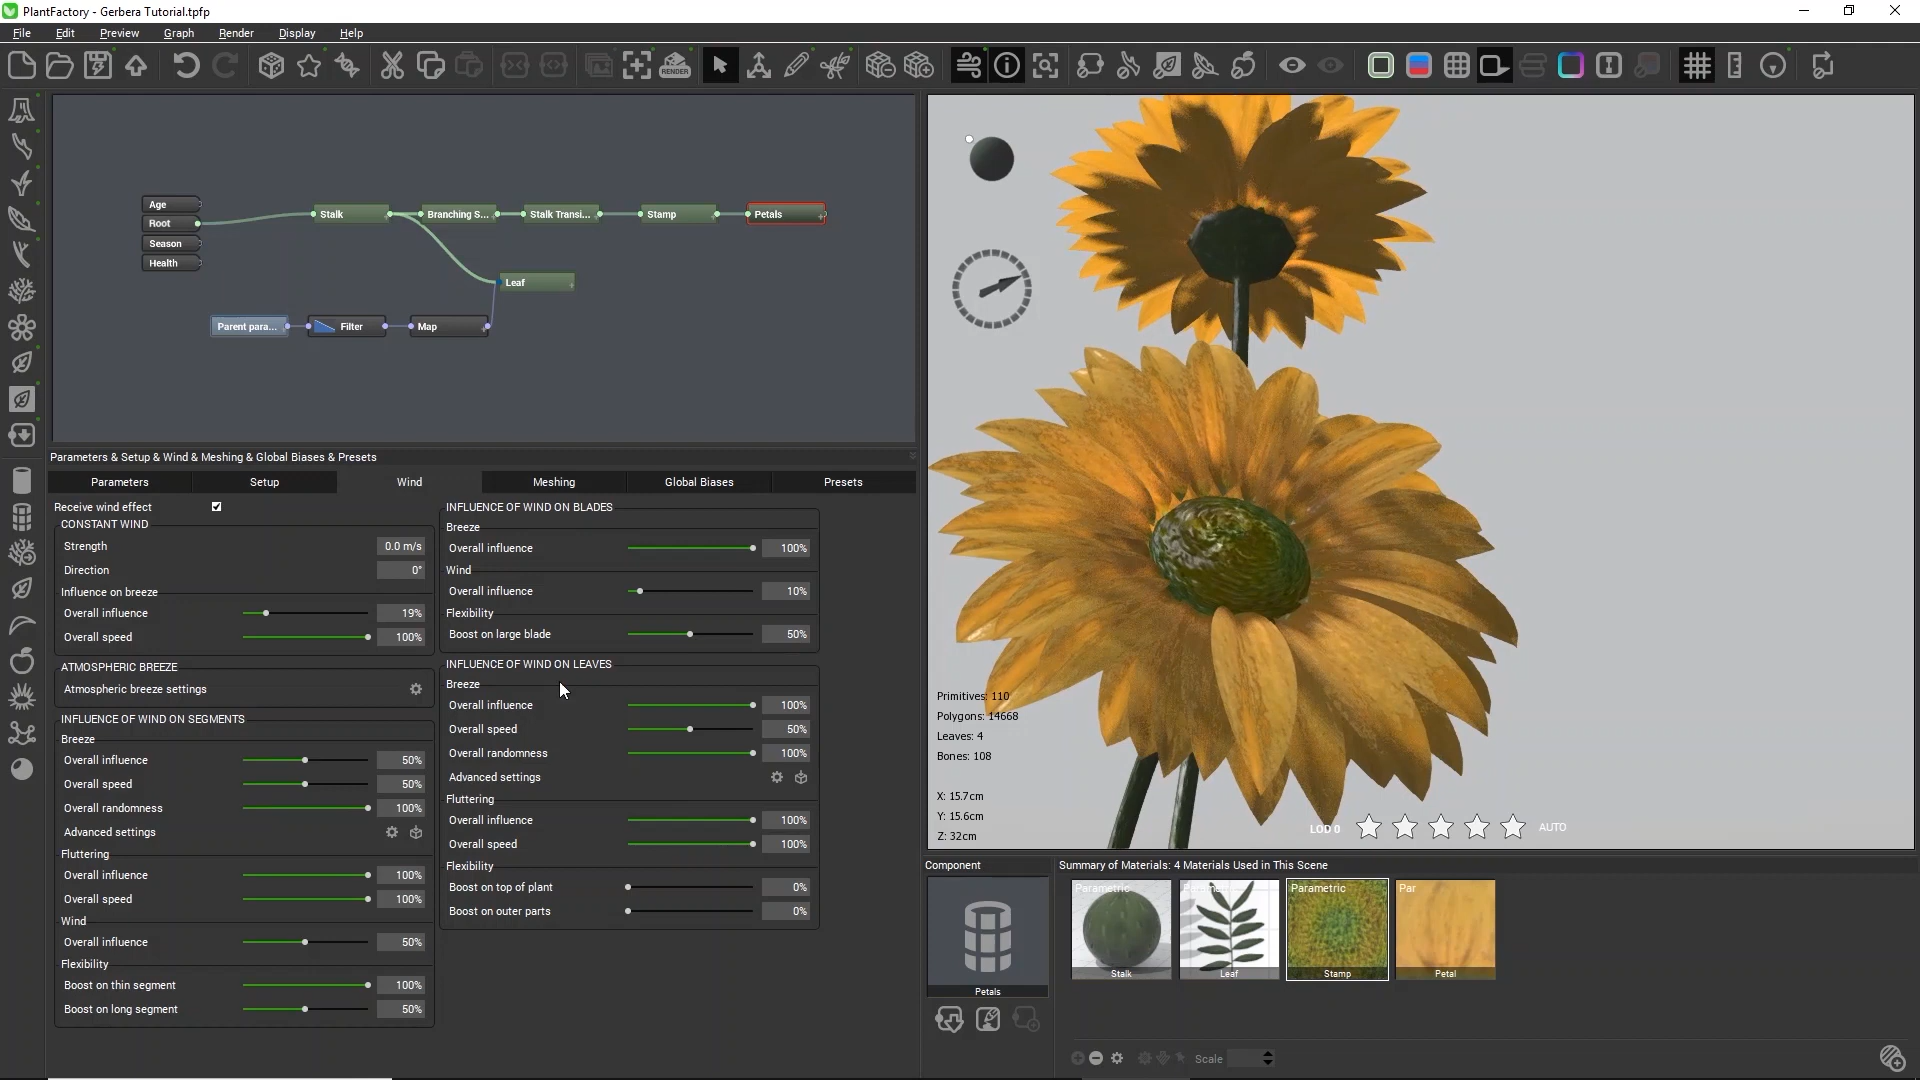 PlantFactory - Gerbera Tutorial.tpfp
File Edit Preview Graph Render Display Help
RENDER
Age
Root
Season
Health
Stalk
Branching S...
Stalk Transi...
Stamp
Petals
Leaf
Parent para...
Filter
Map
Parameters & Setup & Wind & Meshing & Global Biases & Presets
Parameters Setup Wind Meshing Global Biases Presets
Receive wind effect
CONSTANT WIND
Strength 0.0 m/s
Direction 0°
Influence on breeze
Overall influence 19%
Overall speed 100%
ATMOSPHERIC BREEZE
Atmospheric breeze settings
INFLUENCE OF WIND ON SEGMENTS
Breeze
Overall influence 50%
Overall speed 50%
Overall randomness 100%
Advanced settings
Fluttering
Overall influence 100%
Overall speed 100%
Wind
Overall influence 50%
Flexibility
Boost on thin segment 100%
Boost on long segment 50%
INFLUENCE OF WIND ON BLADES
Breeze
Overall influence 100%
Wind
Overall influence 10%
Flexibility
Boost on large blade 50%
INFLUENCE OF WIND ON LEAVES
Breeze
Overall influence 100%
Overall speed 50%
Overall randomness 100%
Advanced settings
Fluttering
Overall influence 100%
Overall speed 100%
Flexibility
Boost on top of plant 0%
Boost on outer parts 0%
Primitives: 110
Polygons: 14668
Leaves: 4
Bones: 108
X: 15.7cm
Y: 15.6cm
Z: 32cm
LOD 0
AUTO
Component
Petals
Summary of Materials: 4 Materials Used in This Scene
Parametric
Stalk
Leaf
Parametric
Stamp
Par
Petal
Scale